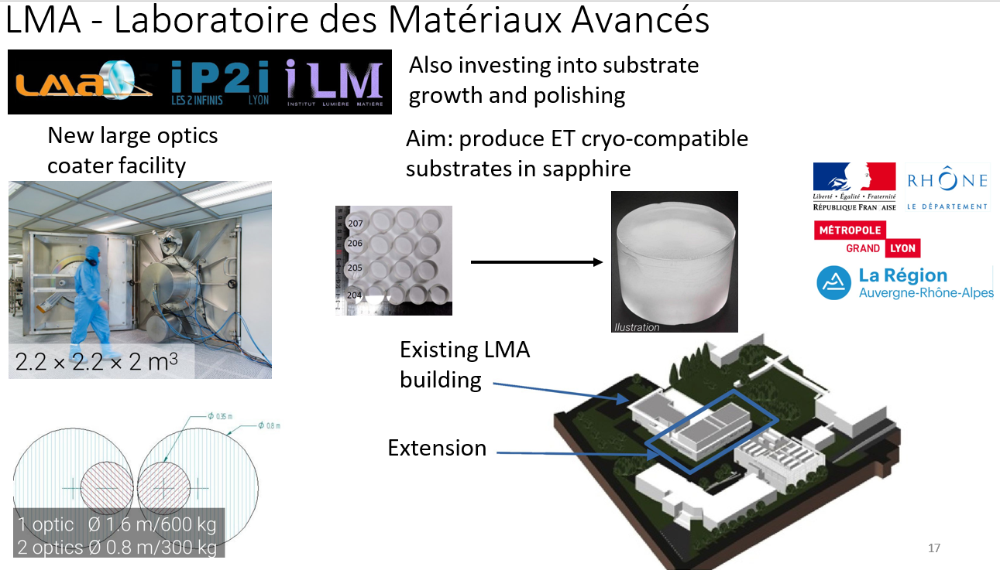 LMA - Laboratoire des Matériaux Avancés
Lma
iP2i
LES 2 INFINIS LYON
iLM
INSTITUT LUMIÈRE MATIÈRE
Also investing into substrate
growth and polishing
New large optics
coater facility
Aim: produce ET cryo-compatible
substrates in sapphire
2.2 × 2.2 × 2 m³
207
206
205
204
Ilustration
Liberté • Égalité • Fraternité
RÉPUBLIQUE FRAN AISE
RHÔNE
LE DÉPARTEMENT
MÉTROPOLE
GRAND LYON
La Région
Auvergne-Rhône-Alpes
Existing LMA
building
Extension
Ø 0.35 m
Ø 0.8 m
1 optic Ø 1.6 m/600 kg
2 optics Ø 0.8 m/300 kg
17